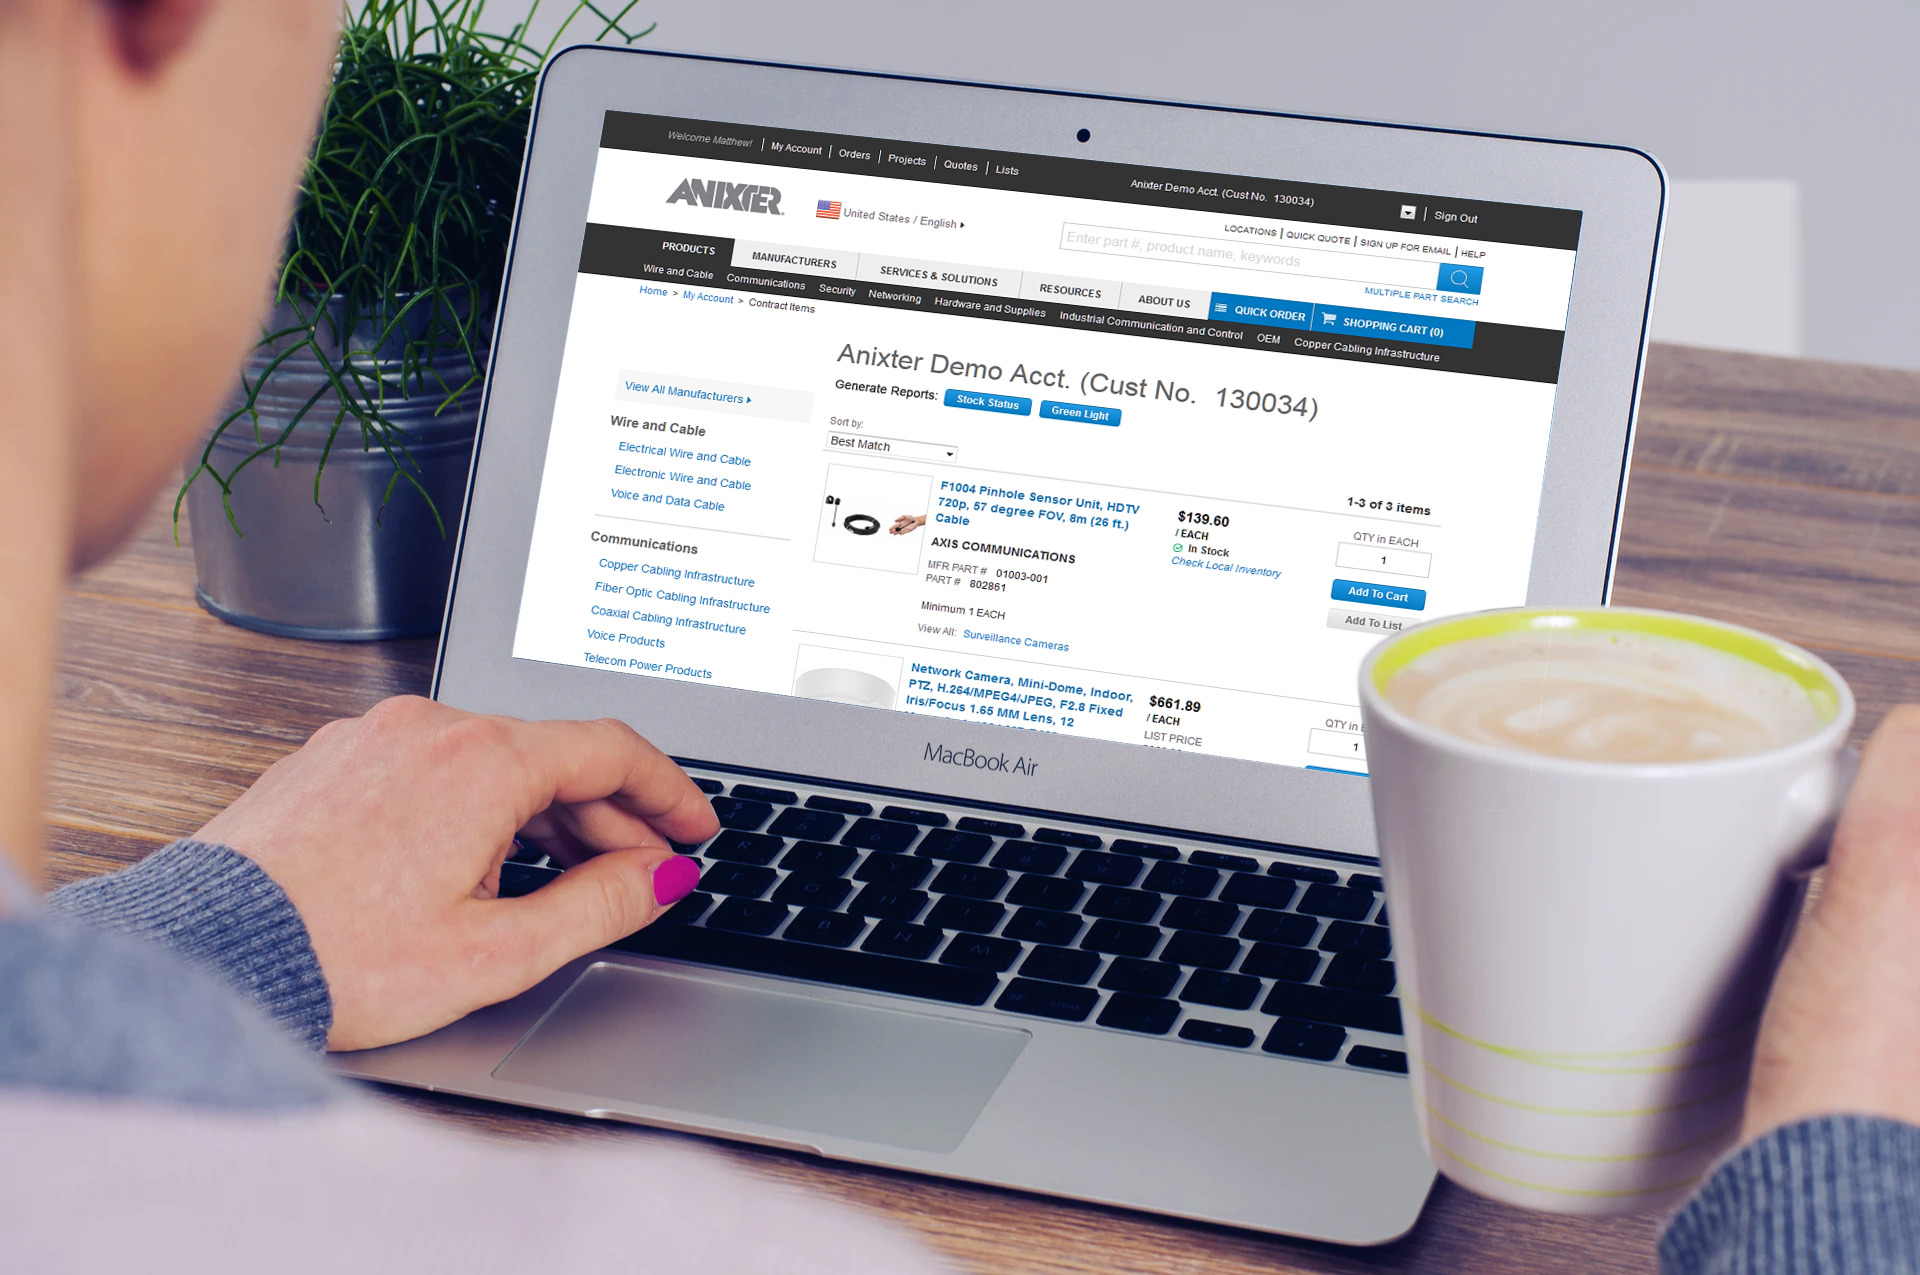 Welcome Matthew! | My Account | Orders | Projects | Quotes | Lists
Anixter Demo Acct. (Cust No. 130034)
Sign Out
ANIXTER
United States / English
LOCATIONS | QUICK QUOTE | SIGN UP FOR EMAIL | HELP
Enter part #, product name, keywords
MULTIPLE PART SEARCH
PRODUCTS MANUFACTURERS SERVICES & SOLUTIONS RESOURCES ABOUT US QUICK ORDER SHOPPING CART (0)
Wire and Cable Communications Security Networking Hardware and Supplies Industrial Communication and Control OEM Copper Cabling Infrastructure
Home > My Account > Contract Items
Anixter Demo Acct. (Cust No. 130034)
Generate Reports: Stock Status Green Light
View All Manufacturers
Wire and Cable
Electrical Wire and Cable
Electronic Wire and Cable
Voice and Data Cable
Communications
Copper Cabling Infrastructure
Fiber Optic Cabling Infrastructure
Coaxial Cabling Infrastructure
Voice Products
Telecom Power Products
Sort by:
Best Match
1-3 of 3 items
F1004 Pinhole Sensor Unit, HDTV
720p, 57 degree FOV, 8m (26 ft.)
Cable
AXIS COMMUNICATIONS
MFR PART # 01003-001
PART # 802861
Minimum 1 EACH
View All: Surveillance Cameras
$139.60
/ EACH
In Stock
Check Local Inventory
QTY in EACH
1
Add To Cart
Add To List
Network Camera, Mini-Dome, Indoor,
PTZ, H.264/MPEG4/JPEG, F2.8 Fixed
Iris/Focus 1.65 MM Lens, 12
$661.89
/ EACH
LIST PRICE
QTY in
1
MacBook Air